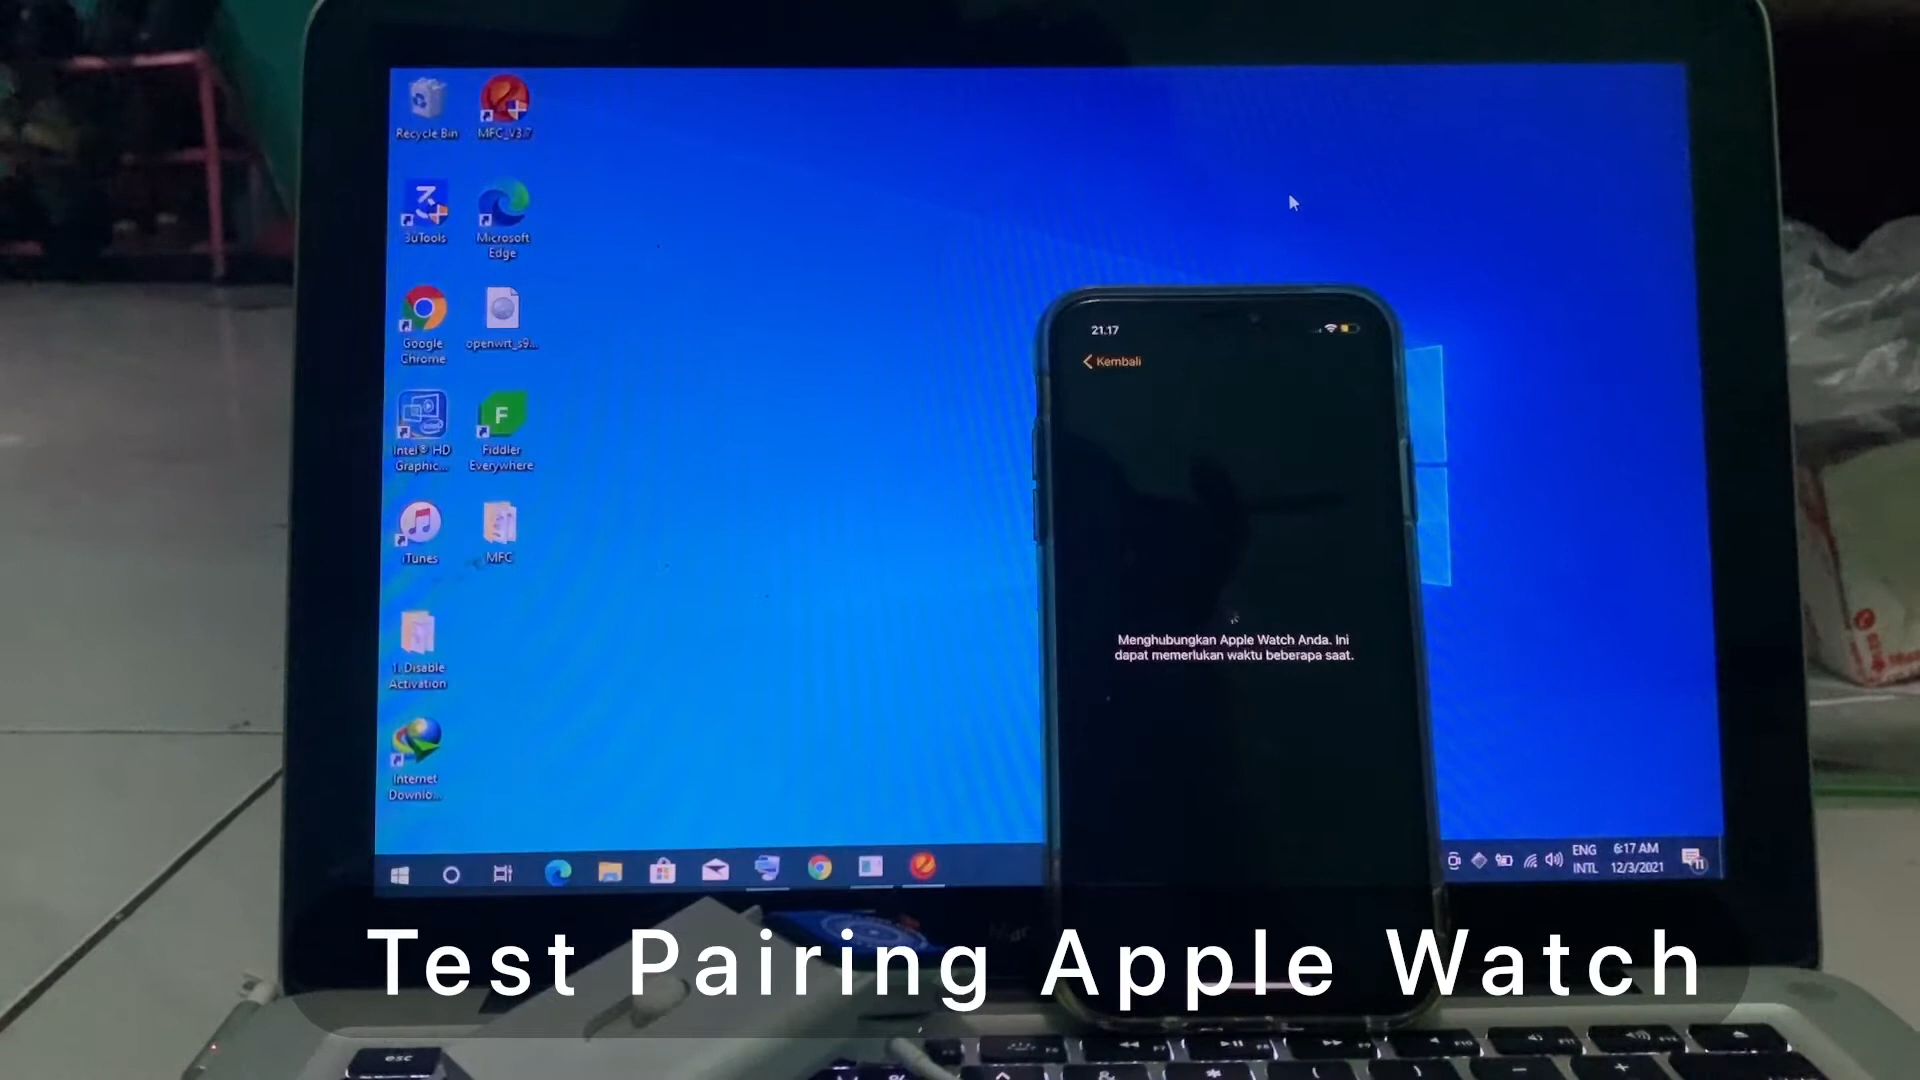 Recycle Bin
MFC_V3.7
3uTools
Microsoft
Edge
Google
Chrome
openwrt_s9...
Intel® HD
Graphic...
Fiddler
Everywhere
iTunes
MFC
1. Disable
Activation
Internet
Downlo...
21.17
Kembali
Menghubungkan Apple Watch Anda. Ini
dapat memerlukan waktu beberapa saat.
ENG
INTL
6:17 AM
12/3/2021
11
Test Pairing Apple Watch
esc